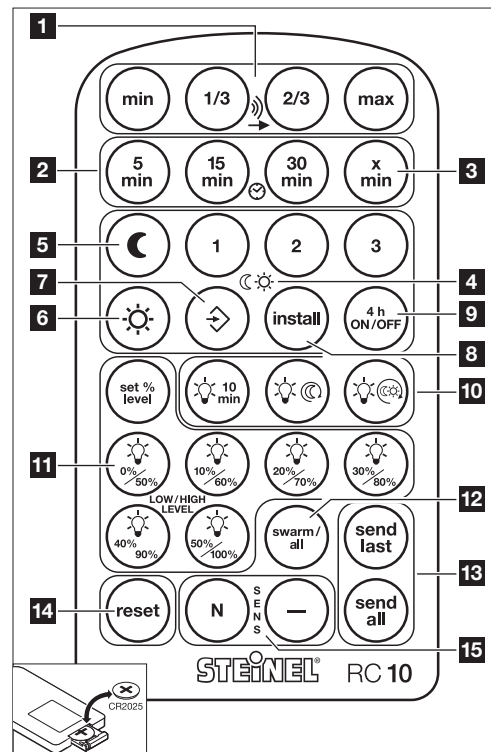 1
min 1/3 2/3 max
2
5 min 15 min 30 min x min
3
5
1 2 3
7
4
6
install
4 h ON/OFF
9
8
set % level
10 min
10
11
0%/50% 10%/60% 20%/70% 30%/80%
LOW/HIGH LEVEL
40%/90% 50%/100%
swarm/all
12
send last
13
14
reset
N
SENS
—
send all
15
STEINEL® RC 10
CR2025